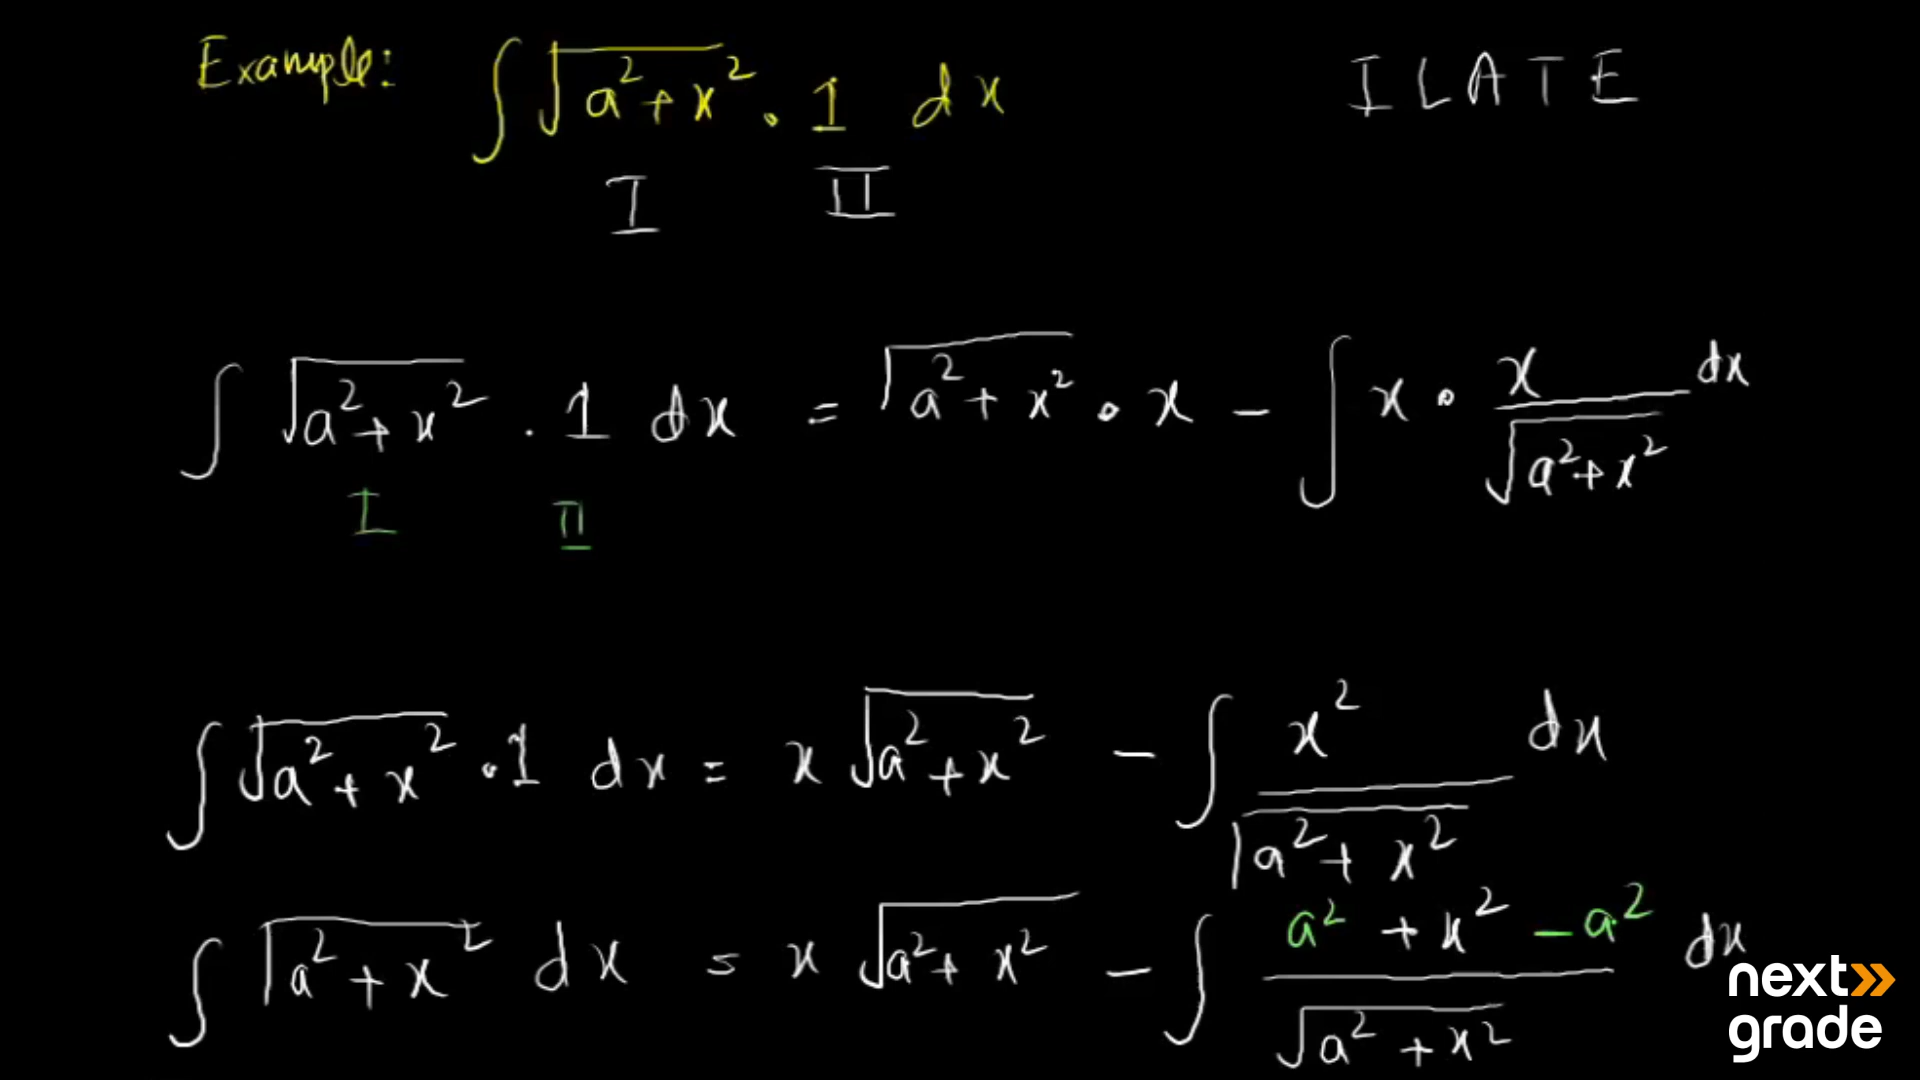 Example: ∫ √(a² + x²) . 1 dx ILATE
I II
∫ √(a² + x²) . 1 dx = √(a² + x²) . x − ∫ x . x/√(a² + x²) dx
I II
∫ √(a² + x²) . 1 dx = x √(a² + x²) − ∫ x²/√(a² + x²) dx
∫ √(a² + x²) dx = x √(a² + x²) − ∫ (a² + x² − a²)/√(a² + x²) dx
next
grade